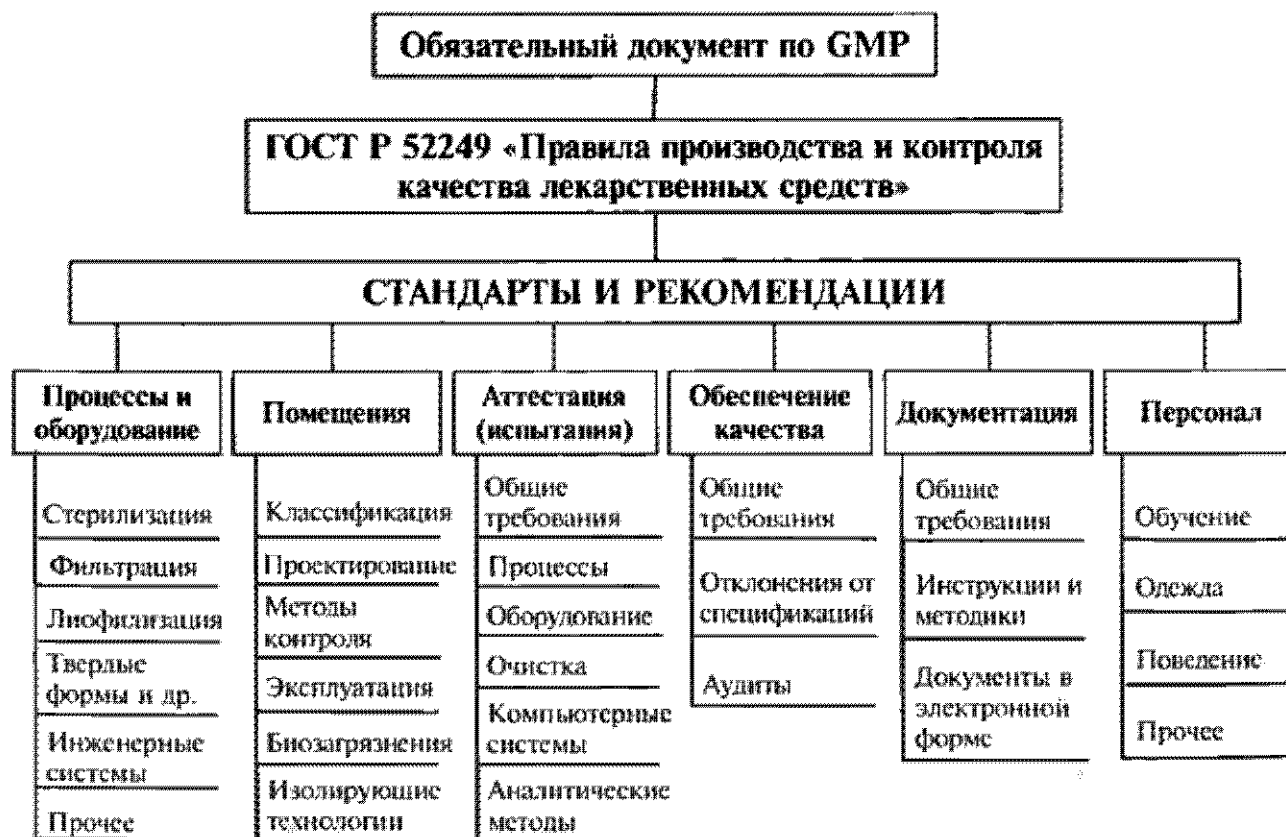 Обязательный документ по GMP
ГОСТ Р 52249 «Правила производства и контроля
качества лекарственных средств»
СТАНДАРТЫ И РЕКОМЕНДАЦИИ
Процессы и
оборудование
Стерилизация
Фильтрация
Лиофилизация
Твердые
формы и др.
Инженерные
системы
Прочее
Помещения
Классификация
Проектирование
Методы
контроля
Эксплуатация
Биозагрязнения
Изолирующие
технологии
Аттестация
(испытания)
Общие
требования
Процессы
Оборудование
Очистка
Компьютерные
системы
Аналитические
методы
Обеспечение
качества
Общие
требования
Отклонения от
спецификаций
Аудиты
Документация
Общие
требования
Инструкции и
методики
Документы в
электронной
форме
Персонал
Обучение
Одежда
Поведение
Прочее